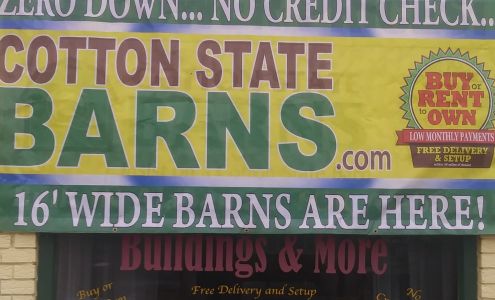 ZERO DOWN... NO CREDIT CHECK...
COTTON STATE
BARNS.com
BUY or
RENT
to OWN
LOW MONTHLY PAYMENTS
FREE DELIVERY
& SETUP
16' WIDE BARNS ARE HERE!
Buildings & More
Free Delivery and Setup
Buy or
No